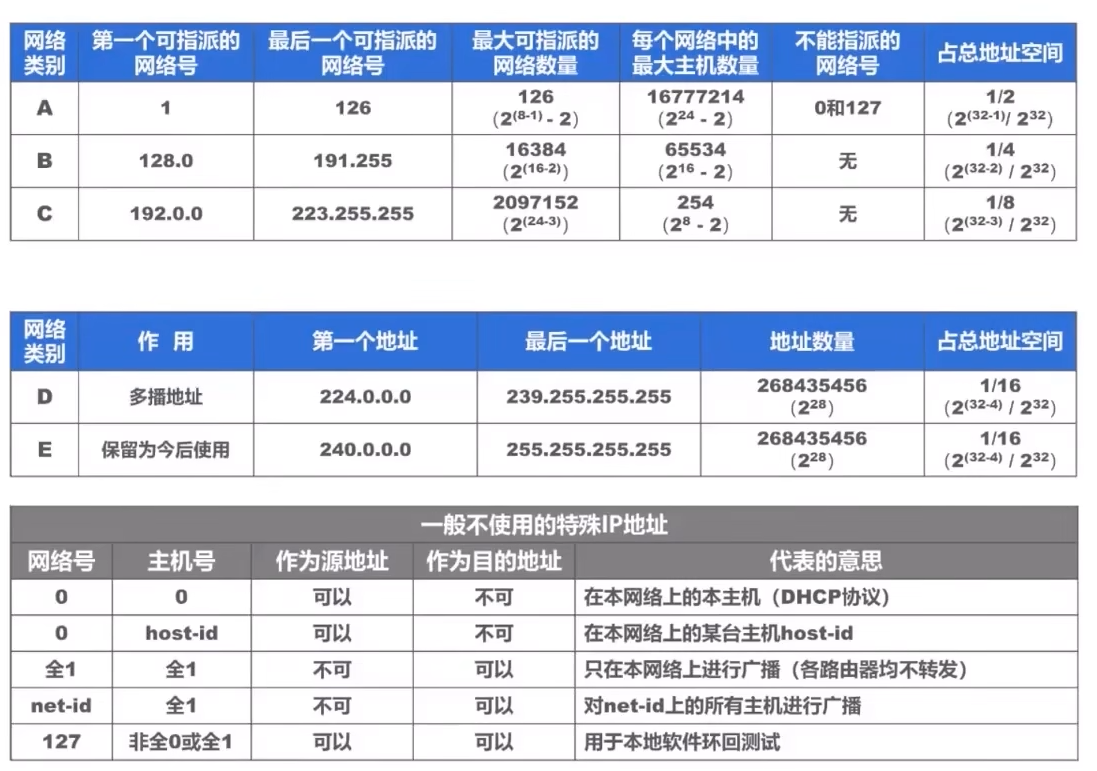 网络类别 第一个可指派的网络号 最后一个可指派的网络号 最大可指派的网络数量 每个网络中的最大主机数量 不能指派的网络号 占总地址空间
A 1 126 126 (2^(8-1) - 2) 16777214 (2^24 - 2) 0和127 1/2 (2^(32-1)/ 2^32)
B 128.0 191.255 16384 (2^(16-2)) 65534 (2^16 - 2) 无 1/4 (2^(32-2) / 2^32)
C 192.0.0 223.255.255 2097152 (2^(24-3)) 254 (2^8 - 2) 无 1/8 (2^(32-3) / 2^32)
网络类别 作 用 第一个地址 最后一个地址 地址数量 占总地址空间
D 多播地址 224.0.0.0 239.255.255.255 268435456 (2^28) 1/16 (2^(32-4) / 2^32)
E 保留为今后使用 240.0.0.0 255.255.255.255 268435456 (2^28) 1/16 (2^(32-4) / 2^32)
一般不使用的特殊IP地址
网络号 主机号 作为源地址 作为目的地址 代表的意思
0 0 可以 不可 在本网络上的本主机（DHCP协议）
0 host-id 可以 不可 在本网络上的某台主机host-id
全1 全1 不可 可以 只在本网络上进行广播（各路由器均不转发）
net-id 全1 不可 可以 对net-id上的所有主机进行广播
127 非全0或全1 可以 可以 用于本地软件环回测试